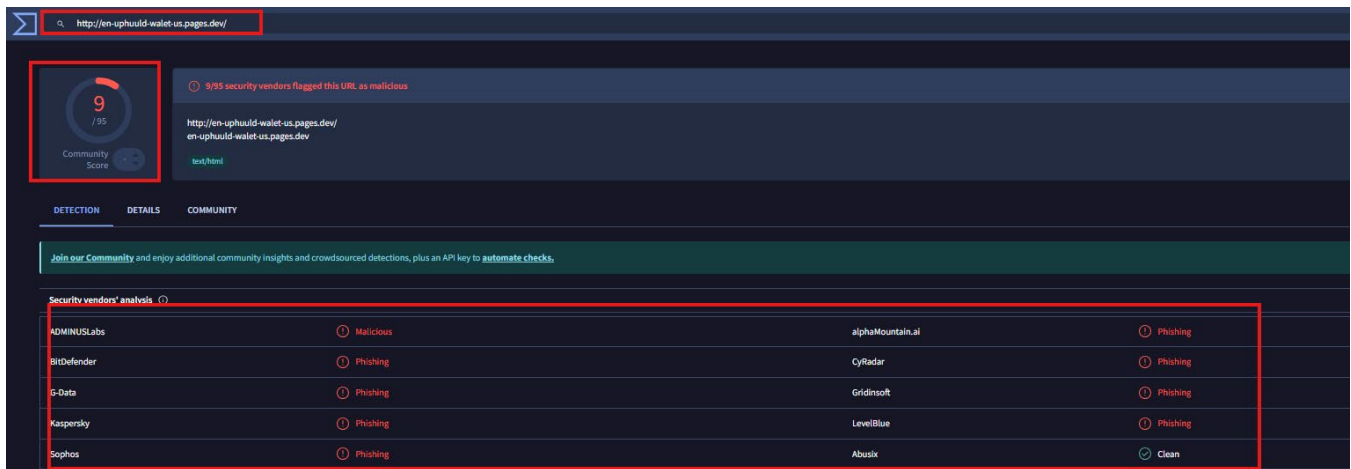 http://en-uphuuld-walet-us.pages.dev/
9
/ 95
Community
Score
9/95 security vendors flagged this URL as malicious
http://en-uphuuld-walet-us.pages.dev/
en-uphuuld-walet-us.pages.dev
text/html
DETECTION DETAILS COMMUNITY
Join our Community and enjoy additional community insights and crowdsourced detections, plus an API key to automate checks.
Security vendors' analysis
ADMINUSLabs Malicious alphaMountain.ai Phishing
BitDefender Phishing CyRadar Phishing
G-Data Phishing Gridinsoft Phishing
Kaspersky Phishing LevelBlue Phishing
Sophos Phishing Abusix Clean